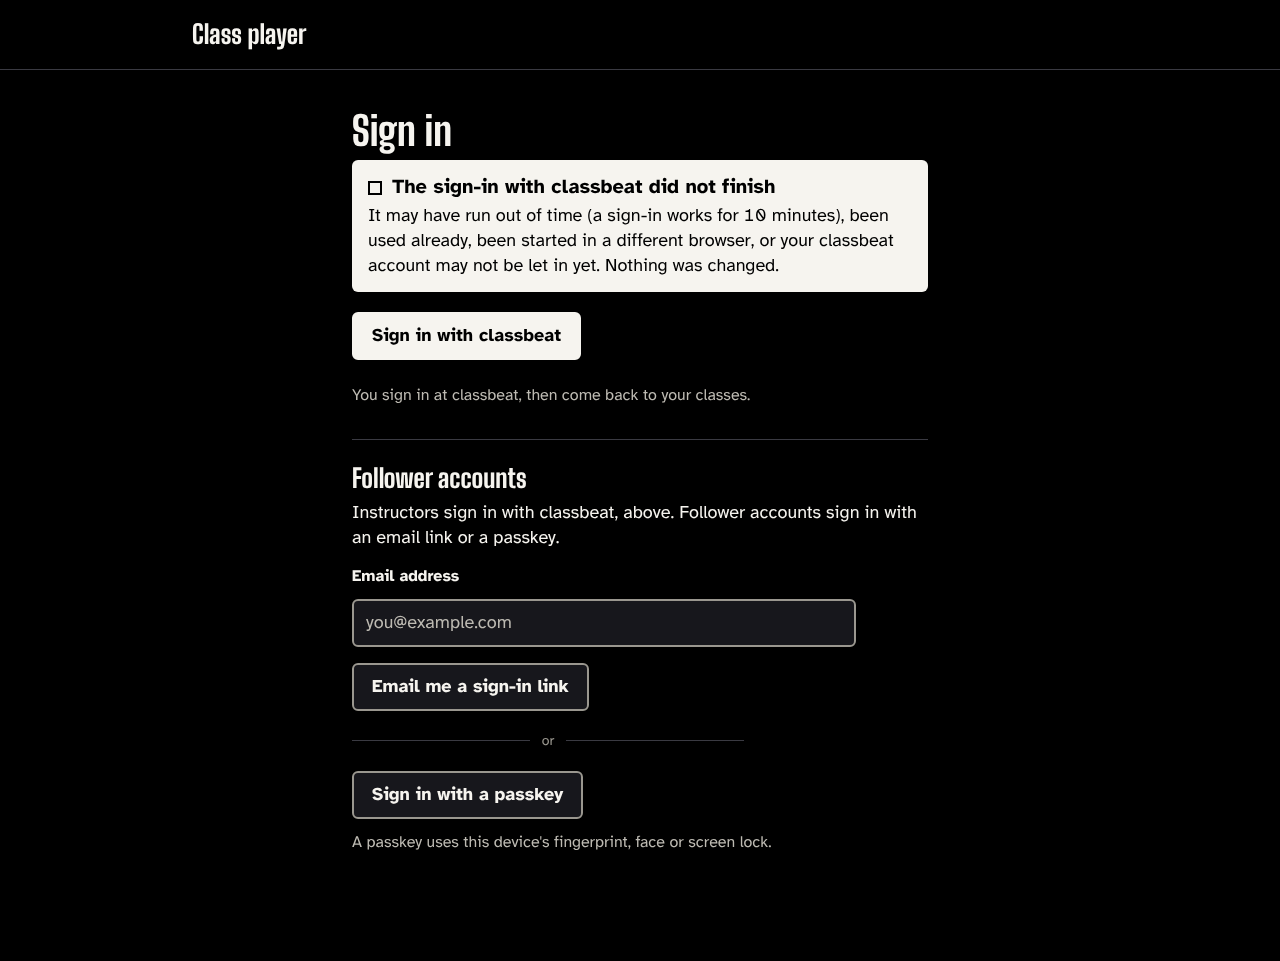 Class player
Sign in
The sign-in with classbeat did not finish
It may have run out of time (a sign-in works for 10 minutes), been
used already, been started in a different browser, or your classbeat
account may not be let in yet. Nothing was changed.
Sign in with classbeat
You sign in at classbeat, then come back to your classes.
Follower accounts
Instructors sign in with classbeat, above. Follower accounts sign in with
an email link or a passkey.
Email address
you@example.com
Email me a sign-in link
or
Sign in with a passkey
A passkey uses this device's fingerprint, face or screen lock.